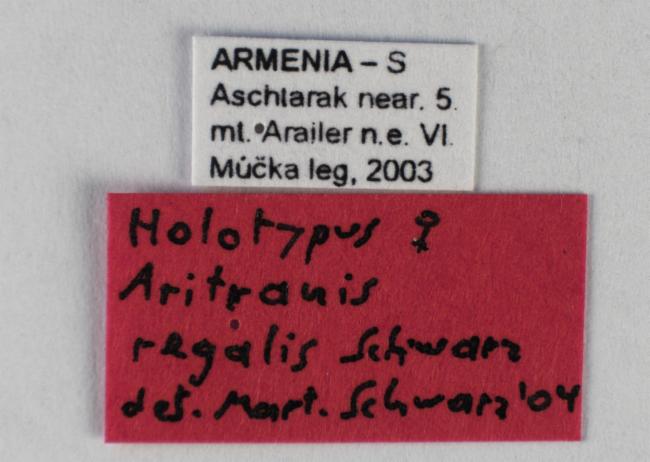 ARMENIA – S
Aschtarak near. 5.
mt. Arailer n.e. VI.
Múčka leg, 2003
Holotypus ♀
Aritranis
regalis Schwarz
det. Mart. Schwarz '04